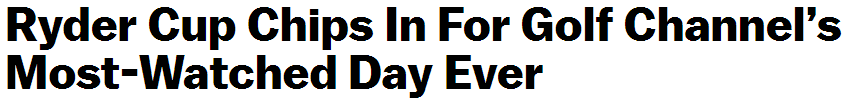 Ryder Cup Chips In For Golf Channel’s
Most-Watched Day Ever